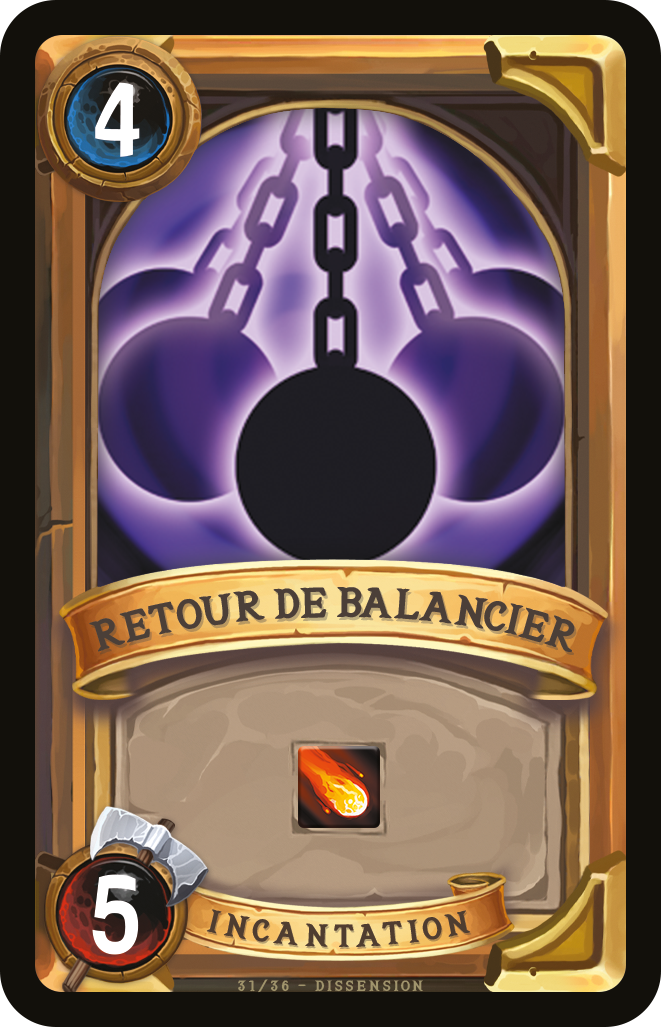 4
RETOUR DE BALANCIER
5
INCANTATION
31/36 – DISSENSION